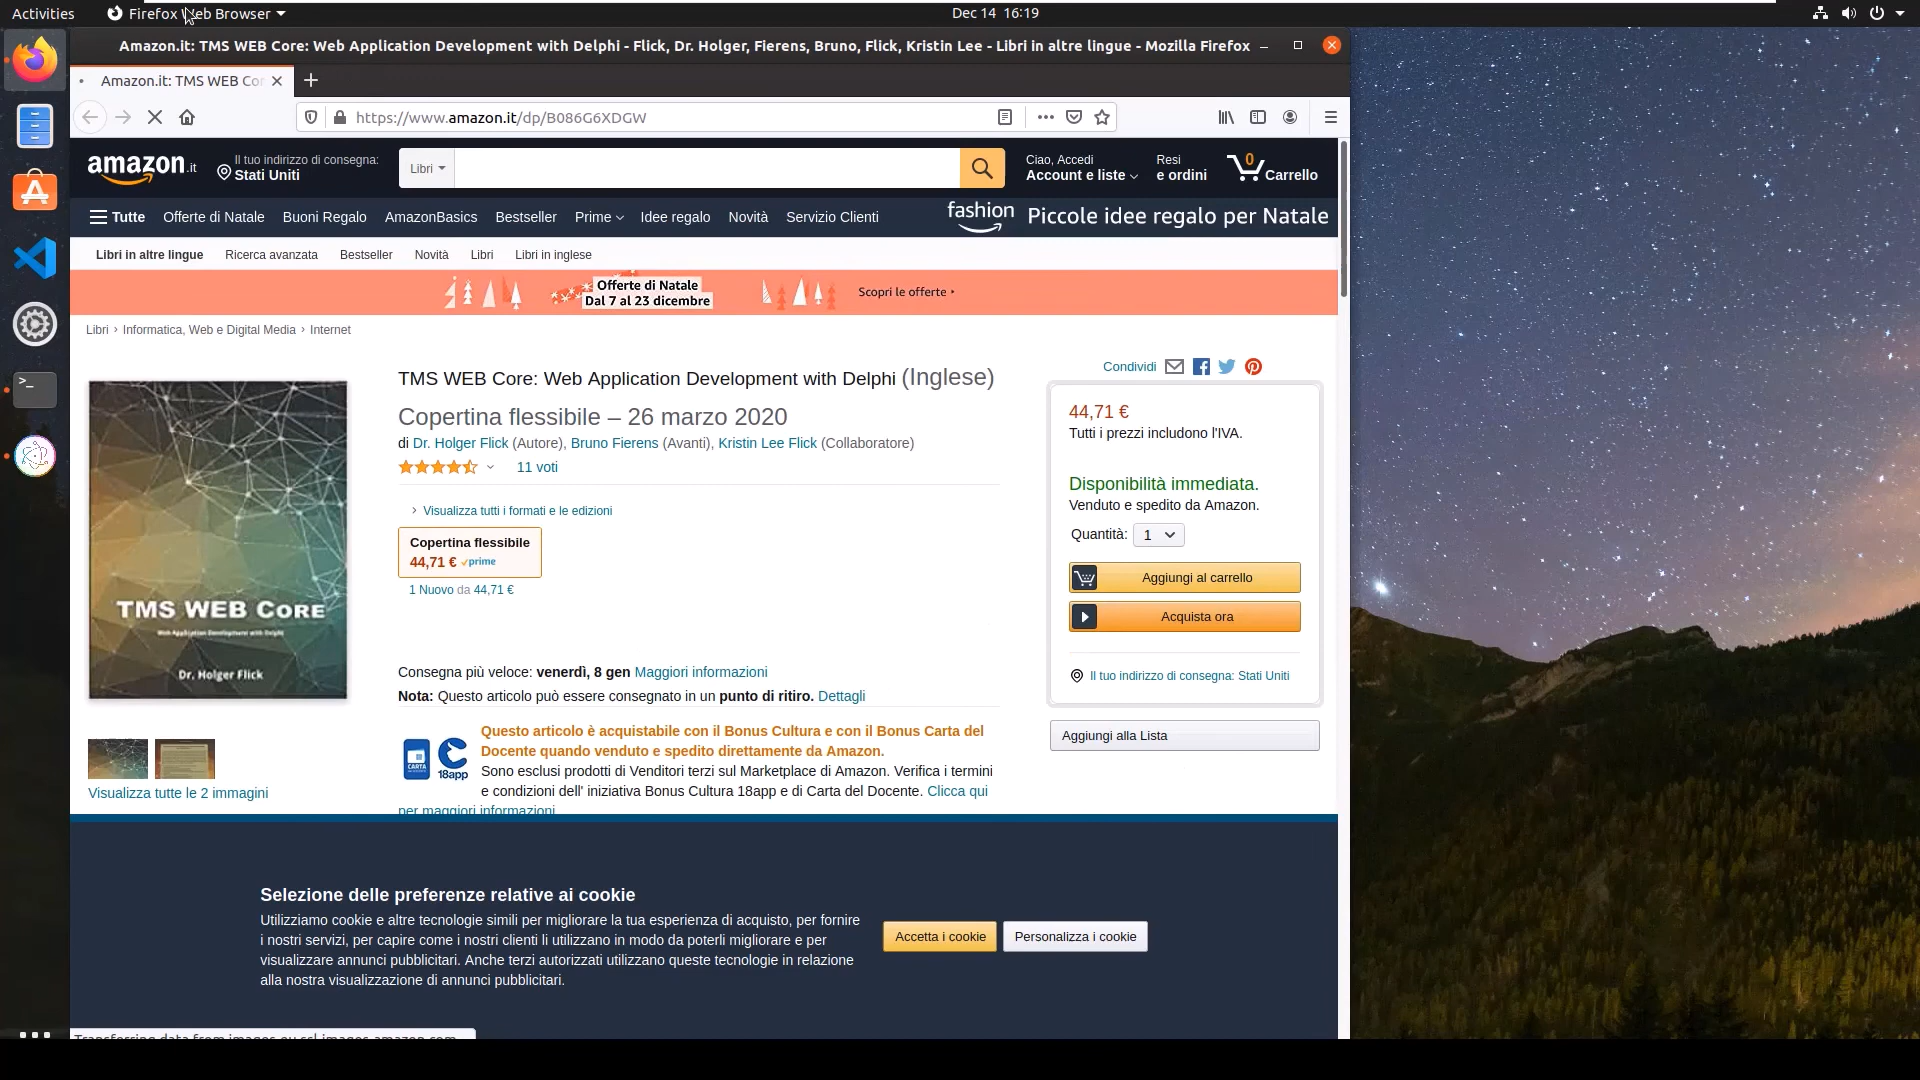 Activities
Firefox Web Browser
Dec 14 16:19
Amazon.it: TMS WEB Core: Web Application Development with Delphi - Flick, Dr. Holger, Fierens, Bruno, Flick, Kristin Lee - Libri in altre lingue - Mozilla Firefox
Amazon.it: TMS WEB Cor
https://www.amazon.it/dp/B086G6XDGW
amazon.it
Il tuo indirizzo di consegna:
Stati Uniti
Libri
Ciao, Accedi
Account e liste
Resi
e ordini
0
Carrello
Tutte Offerte di Natale Buoni Regalo AmazonBasics Bestseller Prime Idee regalo Novità Servizio Clienti
fashion Piccole idee regalo per Natale
Libri in altre lingue Ricerca avanzata Bestseller Novità Libri Libri in inglese
Offerte di Natale
Dal 7 al 23 dicembre
Scopri le offerte ‣
Libri › Informatica, Web e Digital Media › Internet
Condividi
TMS WEB Core: Web Application Development with Delphi (Inglese)
Copertina flessibile – 26 marzo 2020
di Dr. Holger Flick (Autore), Bruno Fierens (Avanti), Kristin Lee Flick (Collaboratore)
11 voti
Visualizza tutti i formati e le edizioni
Copertina flessibile
44,71 € prime
1 Nuovo da 44,71 €
TMS WEB Core
Web Application Development with Delphi
Dr. Holger Flick
Visualizza tutte le 2 immagini
Consegna più veloce: venerdì, 8 gen Maggiori informazioni
Nota: Questo articolo può essere consegnato in un punto di ritiro. Dettagli
CARTA
18app
Questo articolo è acquistabile con il Bonus Cultura e con il Bonus Carta del
Docente quando venduto e spedito direttamente da Amazon.
Sono esclusi prodotti di Venditori terzi sul Marketplace di Amazon. Verifica i termini
e condizioni dell' iniziativa Bonus Cultura 18app e di Carta del Docente. Clicca qui
per maggiori informazioni
44,71 €
Tutti i prezzi includono l'IVA.
Disponibilità immediata.
Venduto e spedito da Amazon.
Quantità: 1
Aggiungi al carrello
Acquista ora
Il tuo indirizzo di consegna: Stati Uniti
Aggiungi alla Lista
Selezione delle preferenze relative ai cookie
Utilizziamo cookie e altre tecnologie simili per migliorare la tua esperienza di acquisto, per fornire
i nostri servizi, per capire come i nostri clienti li utilizzano in modo da poterli migliorare e per
visualizzare annunci pubblicitari. Anche terzi autorizzati utilizzano queste tecnologie in relazione
alla nostra visualizzazione di annunci pubblicitari.
Accetta i cookie
Personalizza i cookie
Transferring data from images-eu.ssl-images-amazon.com